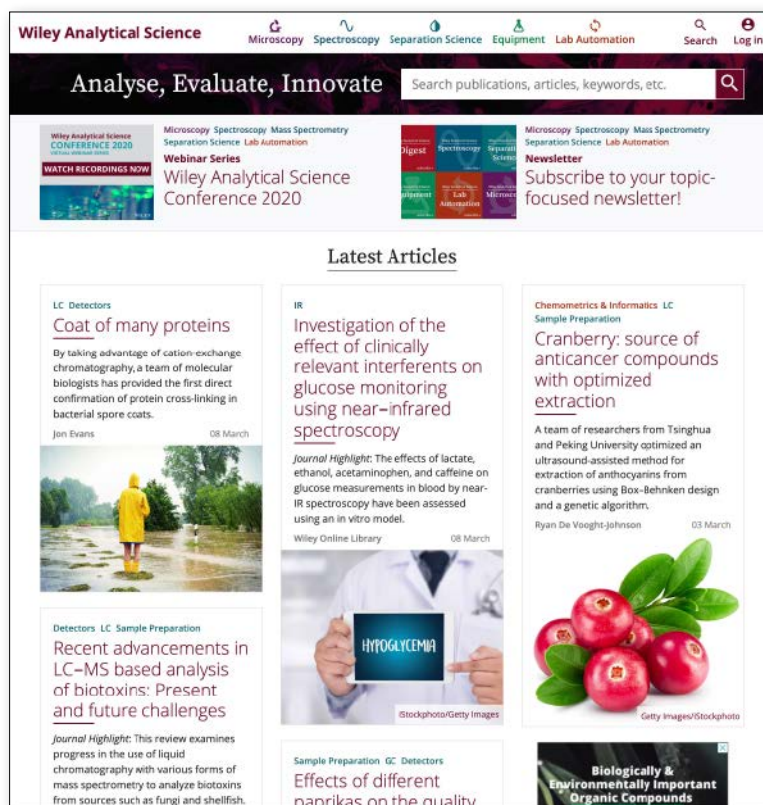 Wiley Analytical Science
Microscopy Spectroscopy Separation Science Equipment Lab Automation
Search Log in
Analyse, Evaluate, Innovate
Search publications, articles, keywords, etc.
Wiley Analytical Science
CONFERENCE 2020
VIRTUAL WEBINAR SERIES
WATCH RECORDINGS NOW
WILEY
Microscopy Spectroscopy Mass Spectrometry
Separation Science Lab Automation
Webinar Series
Wiley Analytical Science
Conference 2020
Digest
Spectroscopy
Separation
Science
Equipment
Lab
Automation
Microscopy
Microscopy Spectroscopy Mass Spectrometry
Separation Science Lab Automation
Newsletter
Subscribe to your topic-
focused newsletter!
Latest Articles
LC Detectors
Coat of many proteins
By taking advantage of cation-exchange
chromatography, a team of molecular
biologists has provided the first direct
confirmation of protein cross-linking in
bacterial spore coats.
Jon Evans 08 March
Detectors LC Sample Preparation
Recent advancements in
LC–MS based analysis
of biotoxins: Present
and future challenges
Journal Highlight: This review examines
progress in the use of liquid
chromatography with various forms of
mass spectrometry to analyze biotoxins
from sources such as fungi and shellfish.
IR
Investigation of the
effect of clinically
relevant interferents on
glucose monitoring
using near–infrared
spectroscopy
Journal Highlight: The effects of lactate,
ethanol, acetaminophen, and caffeine on
glucose measurements in blood by near-
IR spectroscopy have been assessed
using an in vitro model.
Wiley Online Library 08 March
HYPOGLYCEMIA
iStockphoto/Getty Images
Sample Preparation GC Detectors
Effects of different
paprikas on the quality
Chemometrics & Informatics LC
Sample Preparation
Cranberry: source of
anticancer compounds
with optimized
extraction
A team of researchers from Tsinghua
and Peking University optimized an
ultrasound-assisted method for
extraction of anthocyanins from
cranberries using Box–Behnken design
and a genetic algorithm.
Ryan De Vooght-Johnson 03 March
Getty Images/iStockphoto
Biologically &
Environmentally Important
Organic Compounds